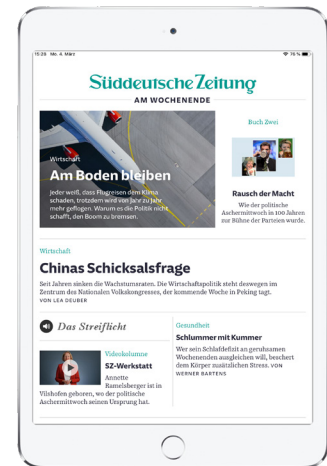 15:28 Mo. 4. März
76 %
Süddeutsche Zeitung
AM WOCHENENDE
Wirtschaft
Am Boden bleiben
Jeder weiß, dass Flugreisen dem Klima
schaden, trotzdem wird von Jahr zu Jahr
mehr geflogen. Warum es die Politik nicht
schafft, den Boom zu bremsen.
Buch Zwei
Rausch der Macht
Wie der politische
Aschermittwoch in 100 Jahren
zur Bühne der Parteien wurde.
Wirtschaft
Chinas Schicksalsfrage
Seit Jahren sinken die Wachstumsraten. Die Wirtschaftspolitik steht deswegen im
Zentrum des Nationalen Volkskongresses, der kommende Woche in Peking tagt.
VON LEA DEUBER
Das Streiflicht
Videokolumne
SZ-Werkstatt
Annette
Ramelsberger ist in
Vilshofen geboren, wo der politische
Aschermittwoch seinen Ursprung hat.
Gesundheit
Schlummer mit Kummer
Wer sein Schlafdefizit an geruhsamen
Wochenenden ausgleichen will, beschert
dem Körper zusätzlichen Stress. VON
WERNER BARTENS